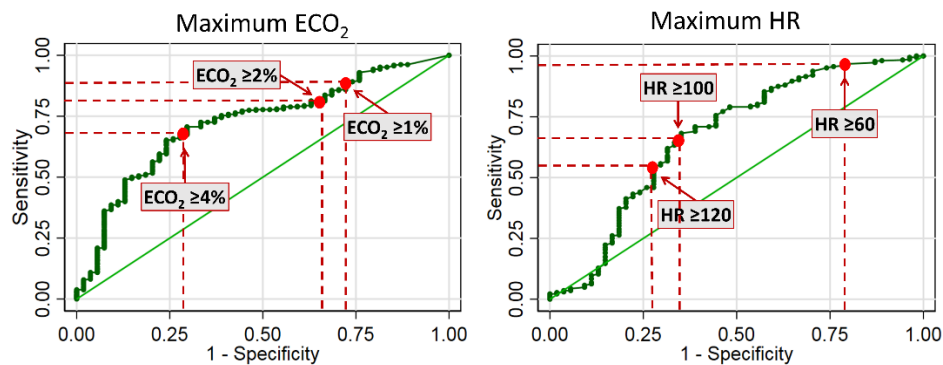 Maximum ECO₂
1.00
0.75
0.50
0.25
0.00
Sensitivity
ECO₂ ≥2%
ECO₂ ≥1%
ECO₂ ≥4%
0.00 0.25 0.50 0.75 1.00
1 - Specificity
Maximum HR
1.00
0.75
0.50
0.25
0.00
Sensitivity
HR ≥100
HR ≥60
HR ≥120
0.00 0.25 0.50 0.75 1.00
1 - Specificity